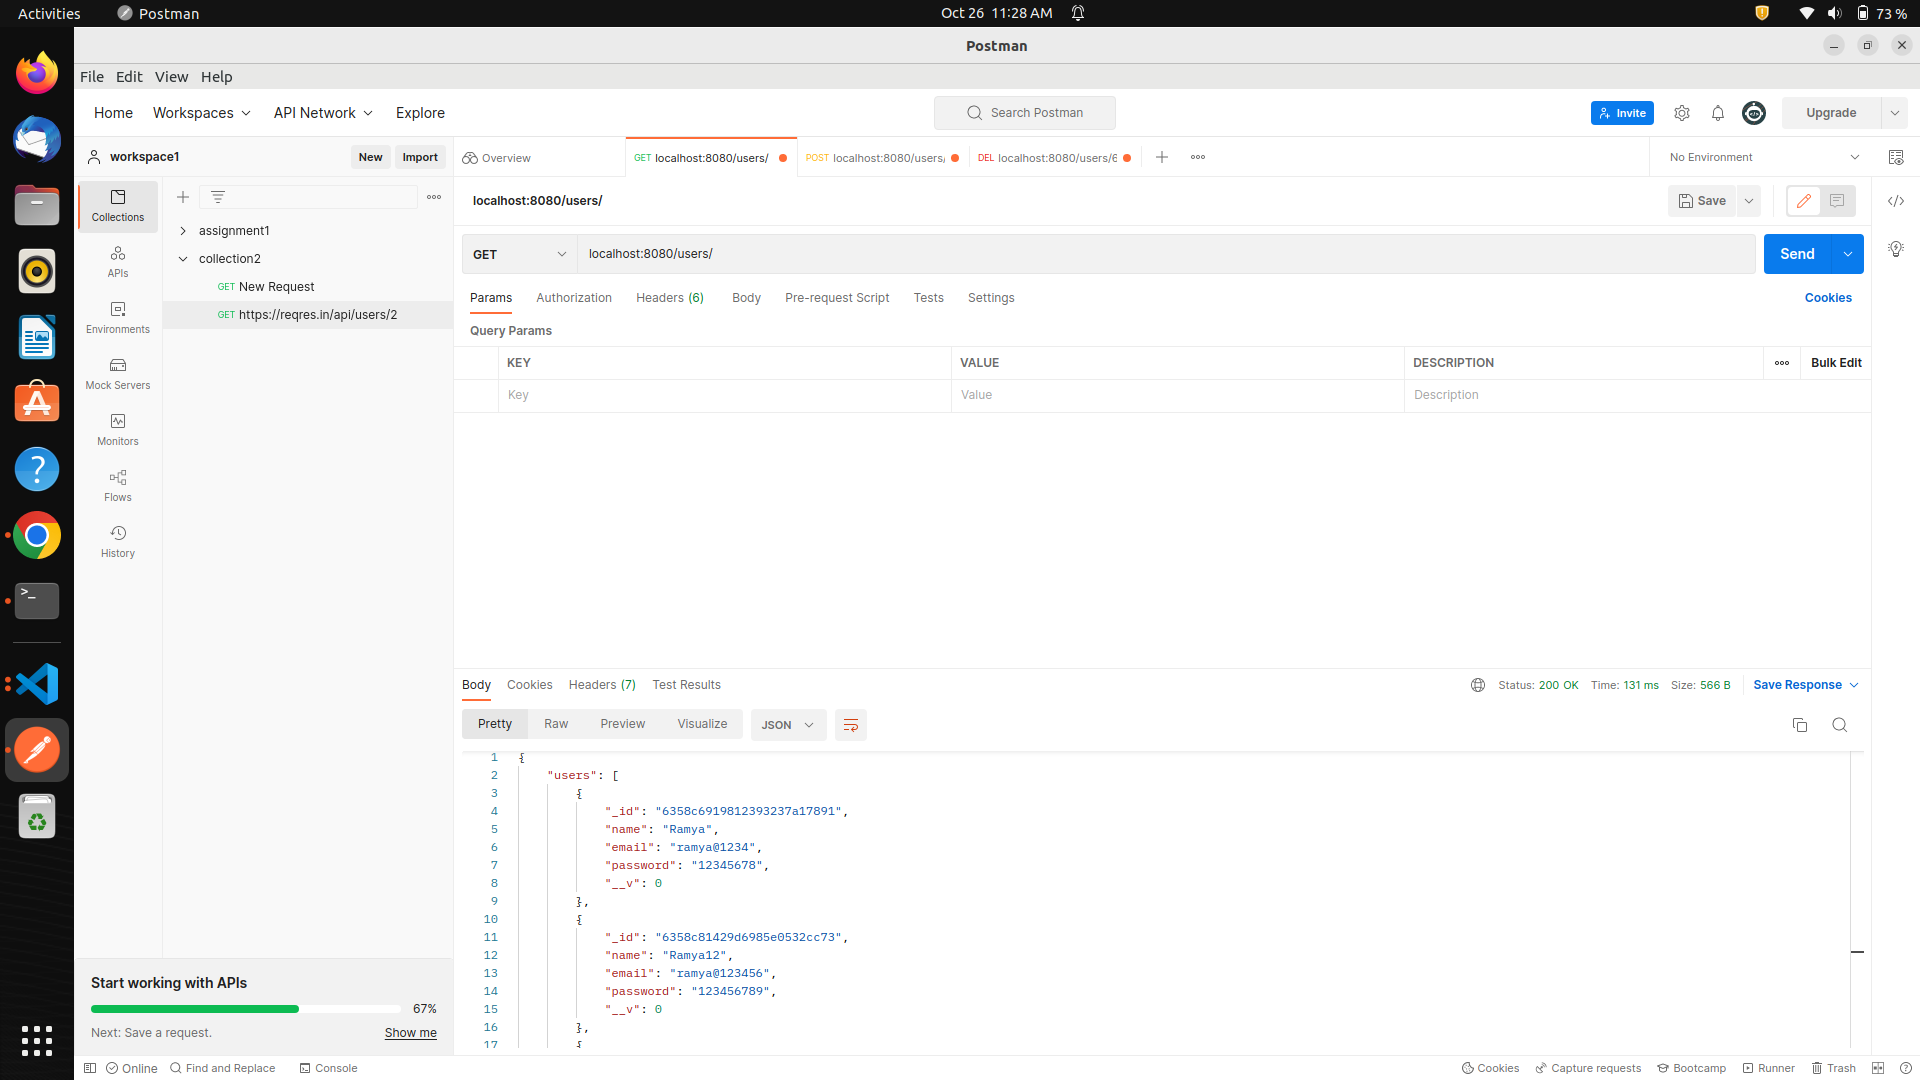 Activities Postman Oct 26 11:28 AM 73 %
Postman
File Edit View Help
Home Workspaces API Network Explore Search Postman Invite Upgrade
workspace1 New Import
Overview GET localhost:8080/users/ POST localhost:8080/users/ DEL localhost:8080/users/6 No Environment
Collections
APIs
Environments
Mock Servers
Monitors
Flows
History
assignment1
collection2
GET New Request
GET https://reqres.in/api/users/2
localhost:8080/users/ Save
GET localhost:8080/users/ Send
Params Authorization Headers (6) Body Pre-request Script Tests Settings Cookies
Query Params
KEY VALUE DESCRIPTION Bulk Edit
Key Value Description
Body Cookies Headers (7) Test Results Status: 200 OK Time: 131 ms Size: 566 B Save Response
Pretty Raw Preview Visualize JSON
1 {
2 "users": [
3 {
4 "_id": "6358c6919812393237a17891",
5 "name": "Ramya",
6 "email": "ramya@1234",
7 "password": "12345678",
8 "__v": 0
9 },
10 {
11 "_id": "6358c81429d6985e0532cc73",
12 "name": "Ramya12",
13 "email": "ramya@123456",
14 "password": "123456789",
15 "__v": 0
16 },
17 {
Start working with APIs
67%
Next: Save a request. Show me
Online Find and Replace Console Cookies Capture requests Bootcamp Runner Trash